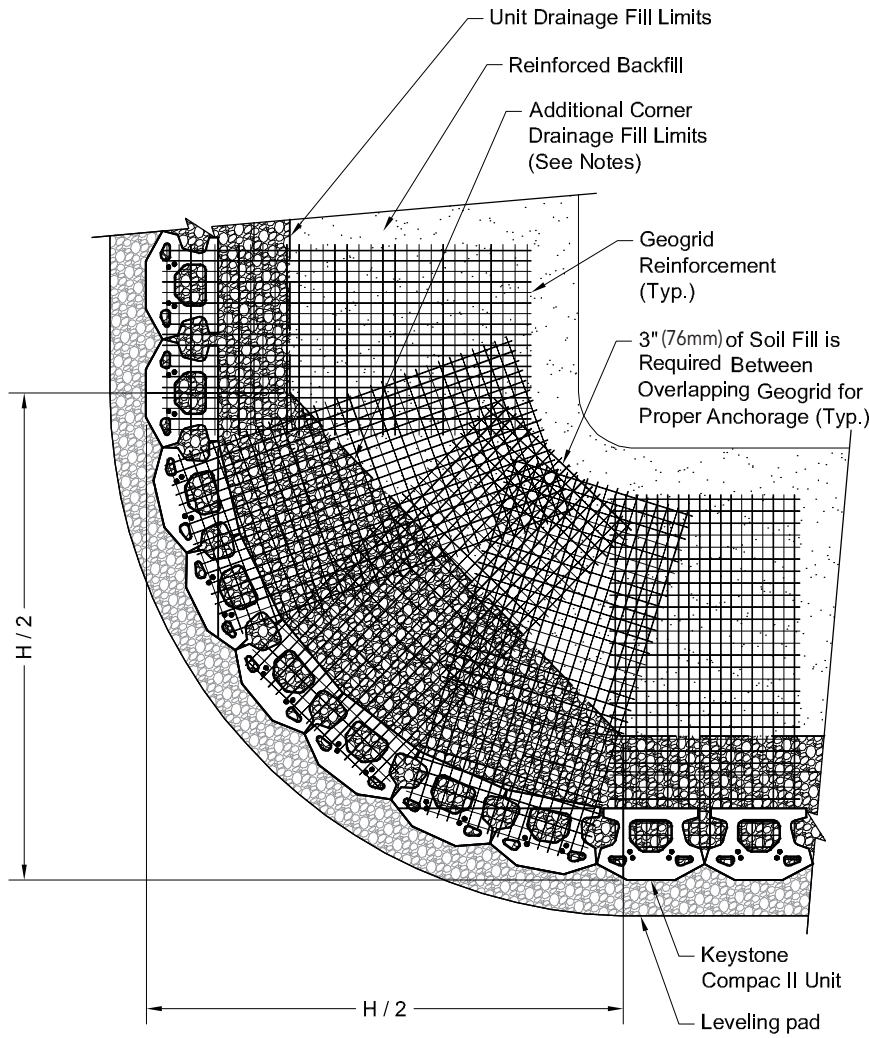 Unit Drainage Fill Limits
Reinforced Backfill
Additional Corner
Drainage Fill Limits
(See Notes)
Geogrid
Reinforcement
(Typ.)
3" (76mm) of Soil Fill is
Required Between
Overlapping Geogrid for
Proper Anchorage (Typ.)
H / 2
Keystone
Compac II Unit
H / 2
Leveling pad